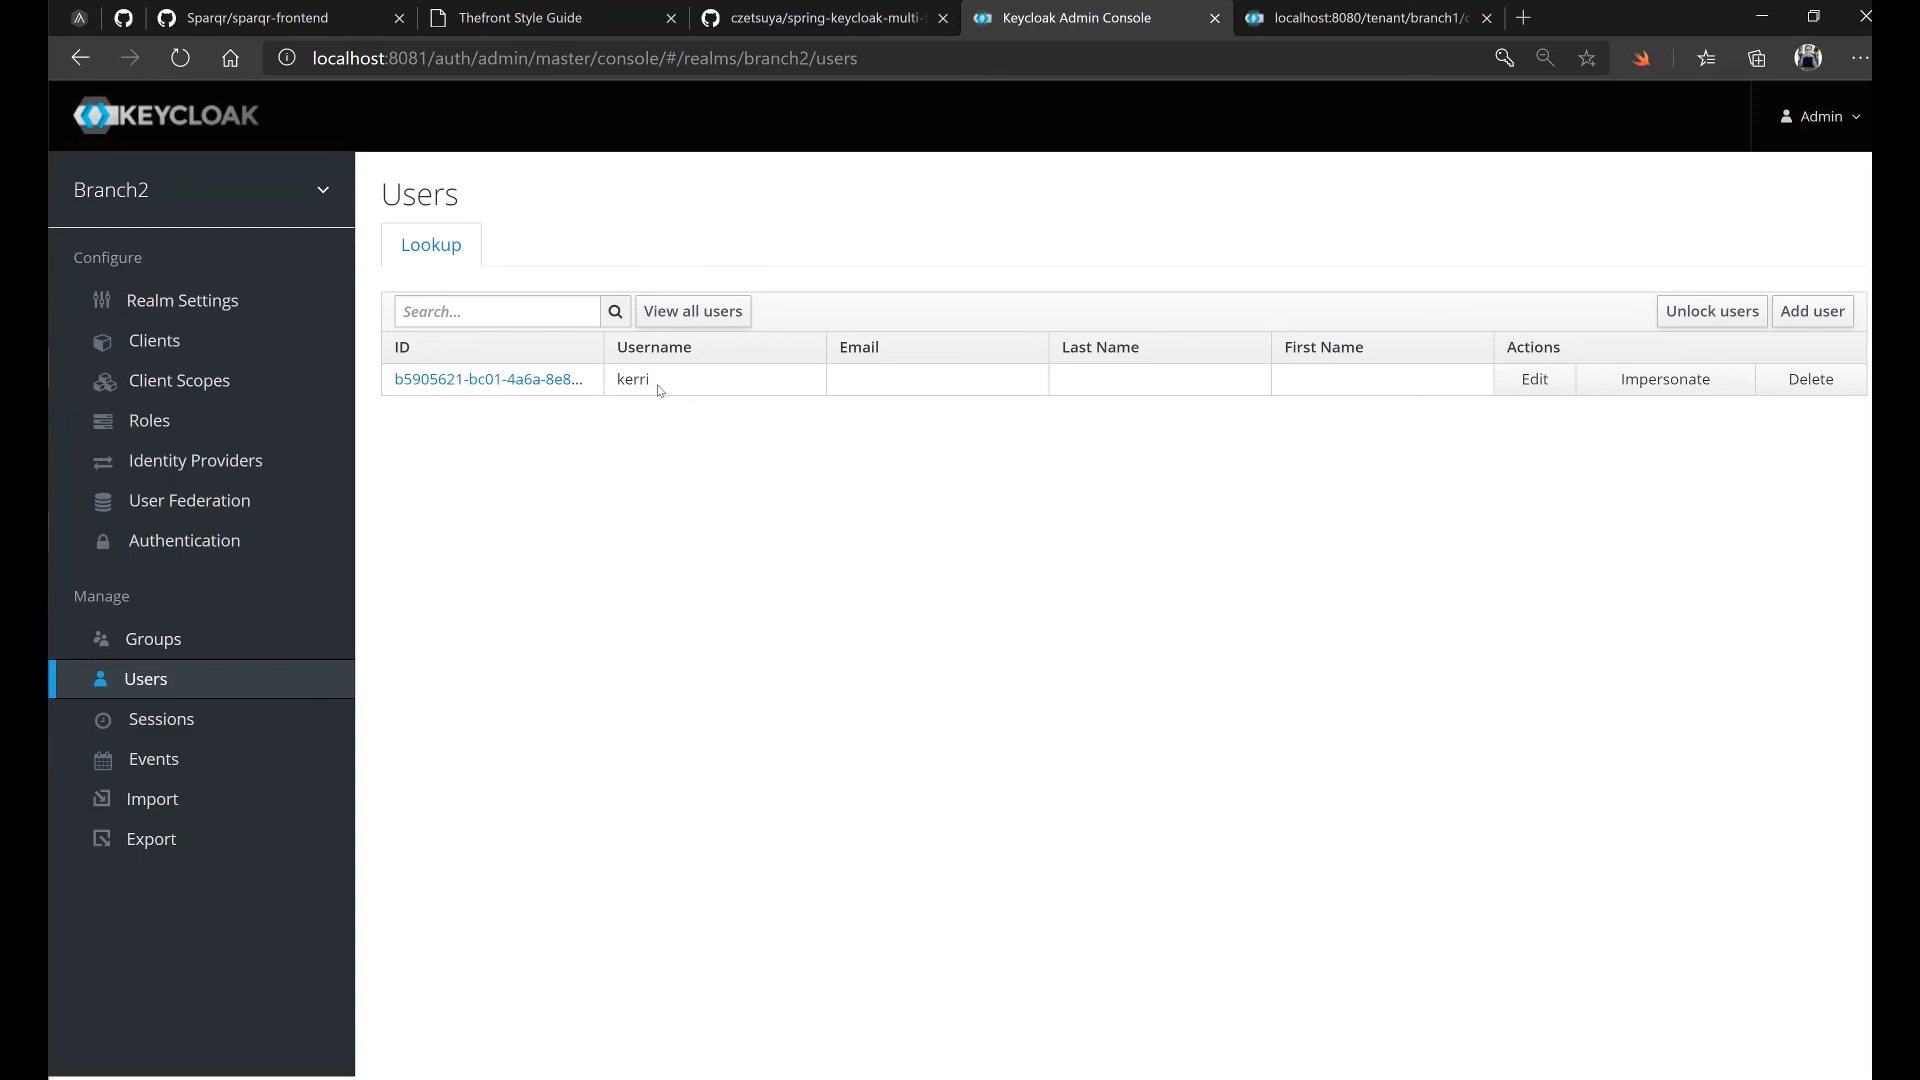 Sparqr/sparqr-frontend
Thefront Style Guide
czetsuya/spring-keycloak-multi-
Keycloak Admin Console
localhost:8080/tenant/branch1/
localhost:8081/auth/admin/master/console/#/realms/branch2/users
KEYCLOAK
Admin
Branch2
Configure
Realm Settings
Clients
Client Scopes
Roles
Identity Providers
User Federation
Authentication
Manage
Groups
Users
Sessions
Events
Import
Export
Users
Lookup
Search...
View all users
Unlock users
Add user
ID Username Email Last Name First Name Actions
b5905621-bc01-4a6a-8e8... kerri Edit Impersonate Delete